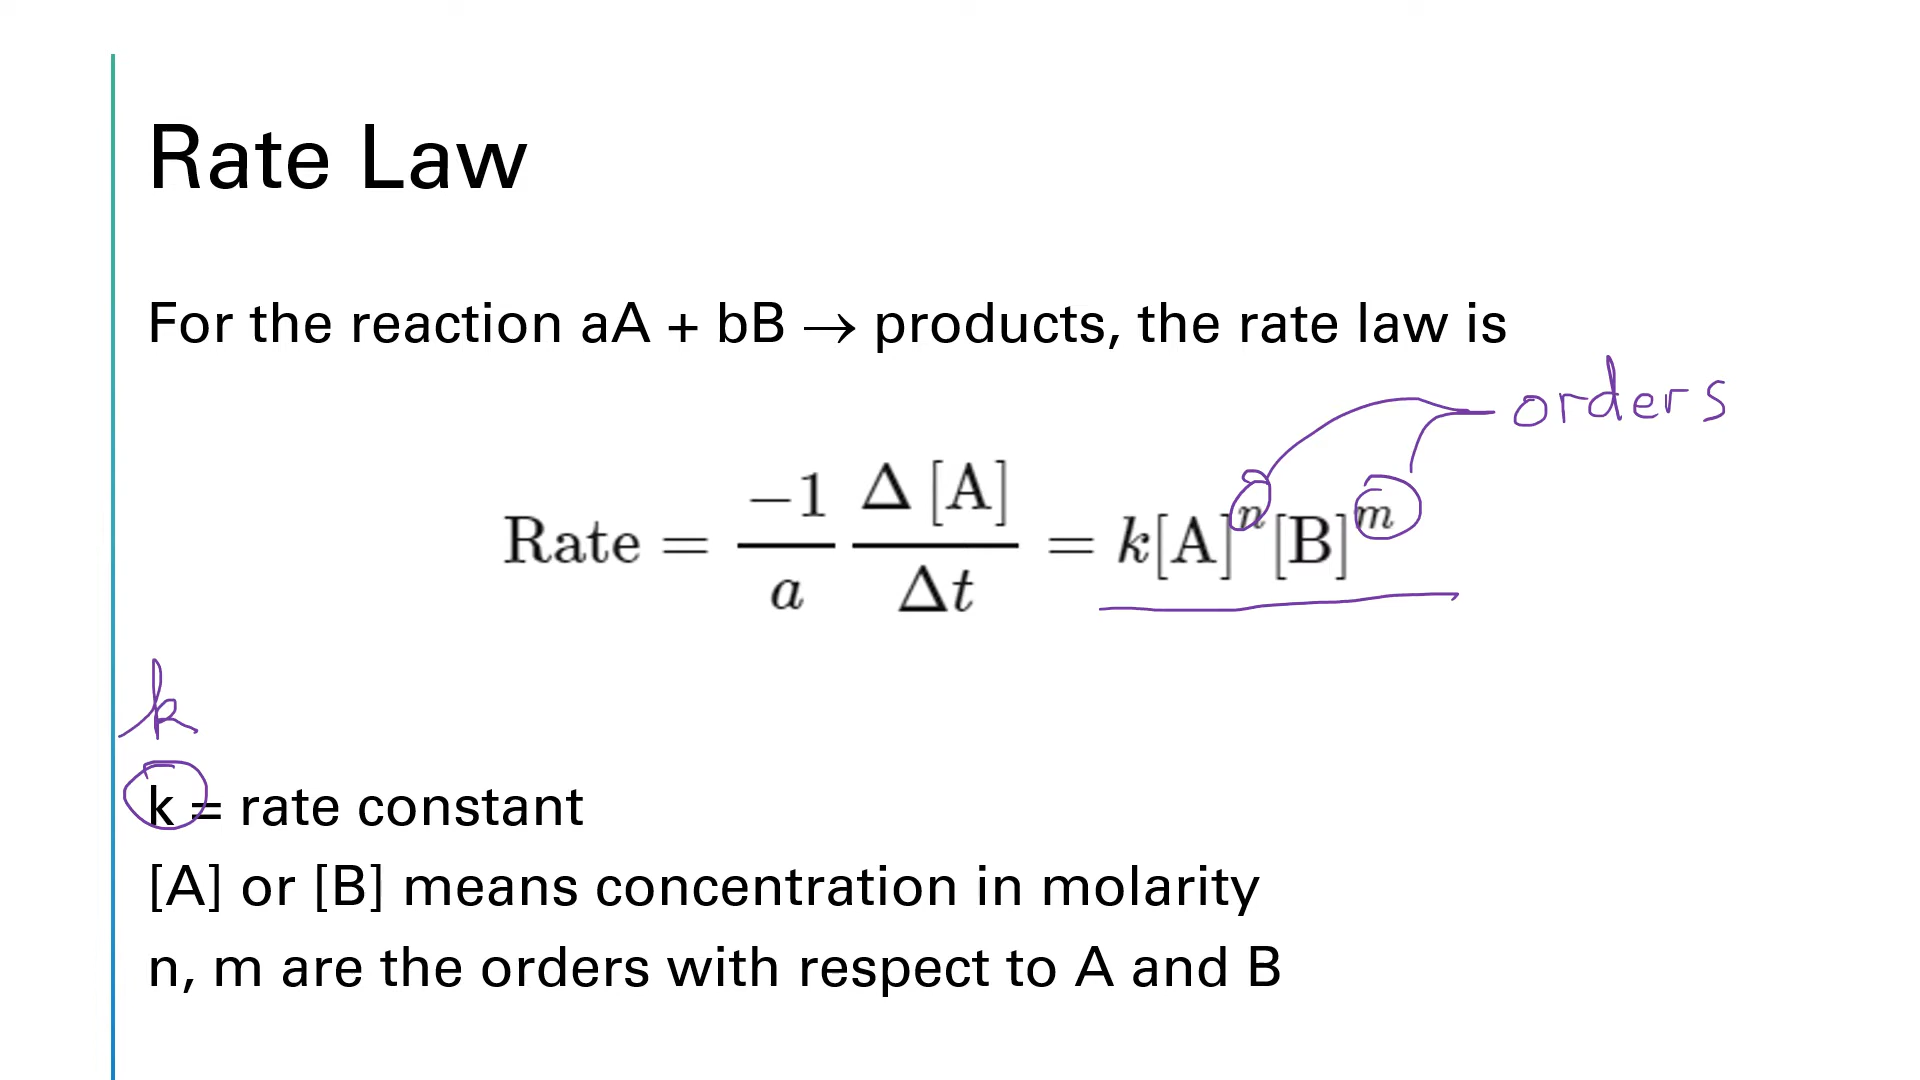 Rate Law
For the reaction aA + bB → products, the rate law is
orders
Rate = −1/a Δ[A]/Δt = k[A]ⁿ[B]ᵐ
k
k = rate constant
[A] or [B] means concentration in molarity
n, m are the orders with respect to A and B